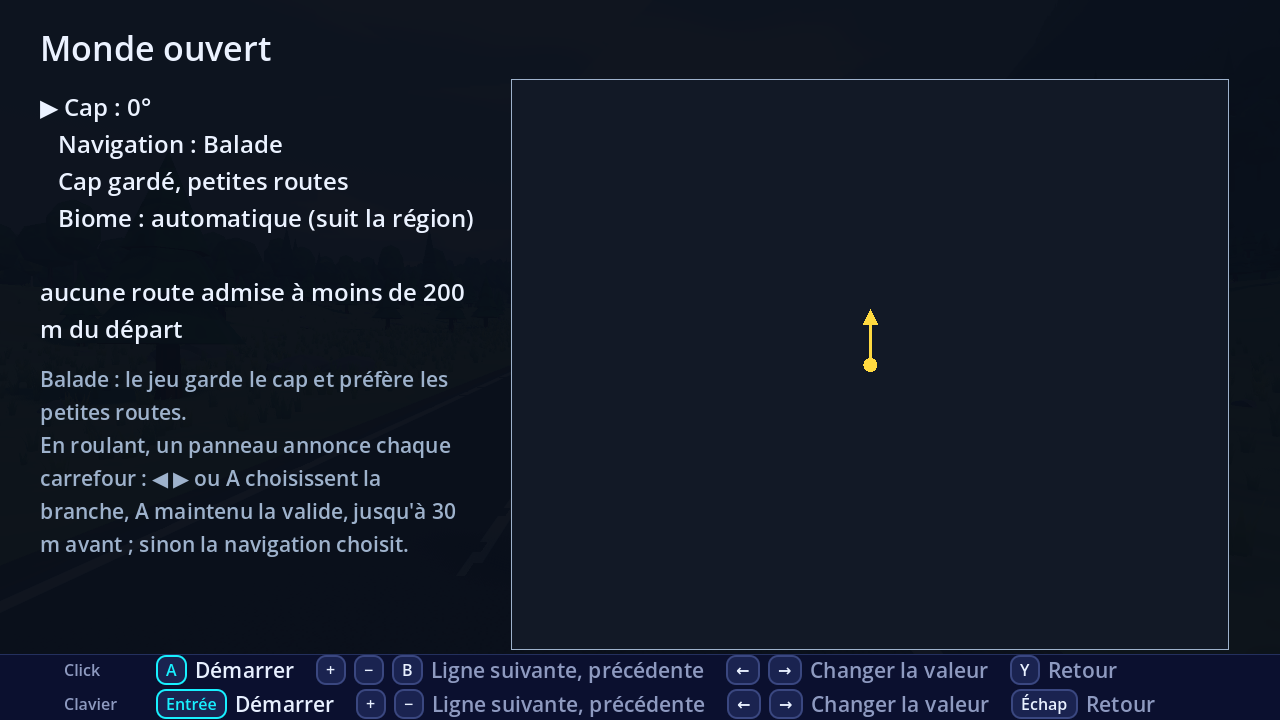 Monde ouvert
▶ Cap : 0°
Navigation : Balade
Cap gardé, petites routes
Biome : automatique (suit la région)
aucune route admise à moins de 200
m du départ
Balade : le jeu garde le cap et préfère les
petites routes.
En roulant, un panneau annonce chaque
carrefour : ◀ ▶ ou A choisissent la
branche, A maintenu la valide, jusqu'à 30
m avant ; sinon la navigation choisit.
Click A Démarrer + − B Ligne suivante, précédente ← → Changer la valeur Y Retour
Clavier Entrée Démarrer + − Ligne suivante, précédente ← → Changer la valeur Échap Retour